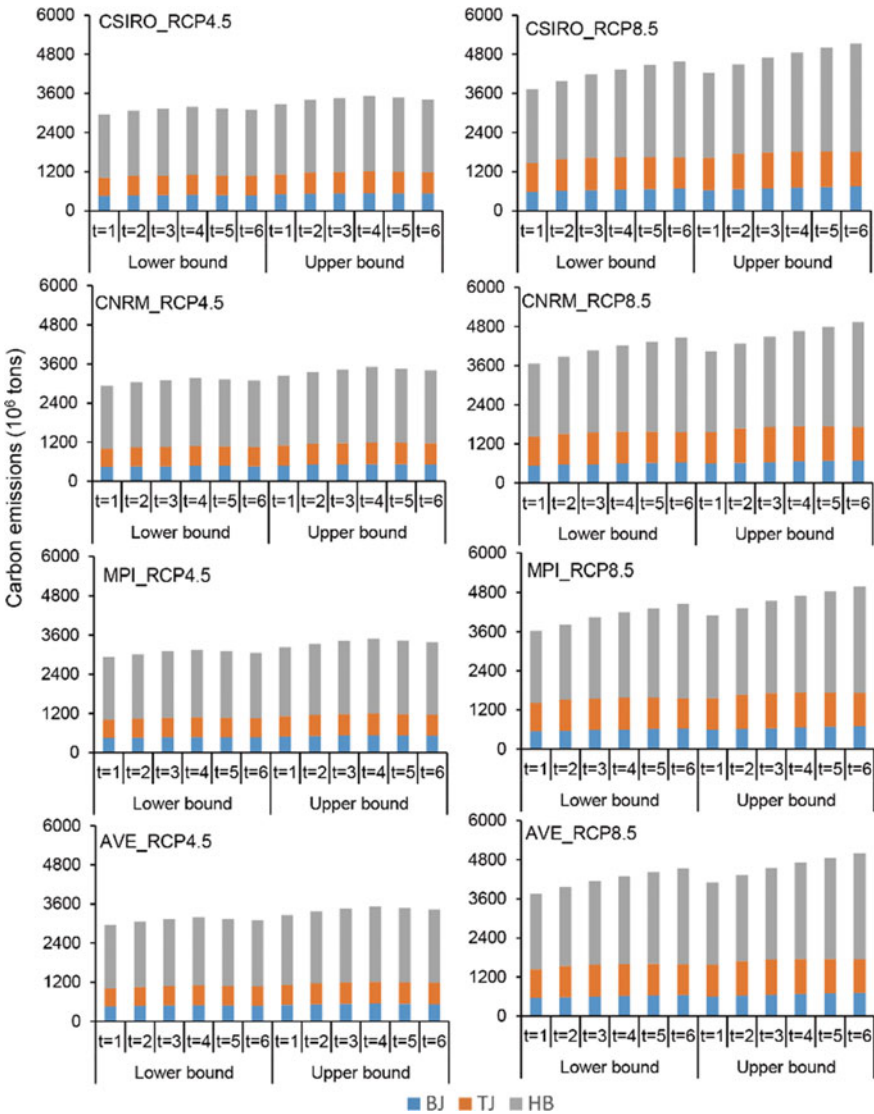 Carbon emissions (10⁶ tons)
CSIRO_RCP4.5
6000
4800
3600
2400
1200
0
t=1 t=2 t=3 t=4 t=5 t=6 t=1 t=2 t=3 t=4 t=5 t=6
Lower bound Upper bound
CSIRO_RCP8.5
6000
4800
3600
2400
1200
0
t=1 t=2 t=3 t=4 t=5 t=6 t=1 t=2 t=3 t=4 t=5 t=6
Lower bound Upper bound
CNRM_RCP4.5
6000
4800
3600
2400
1200
0
t=1 t=2 t=3 t=4 t=5 t=6 t=1 t=2 t=3 t=4 t=5 t=6
Lower bound Upper bound
CNRM_RCP8.5
6000
4800
3600
2400
1200
0
t=1 t=2 t=3 t=4 t=5 t=6 t=1 t=2 t=3 t=4 t=5 t=6
Lower bound Upper bound
MPI_RCP4.5
6000
4800
3600
2400
1200
0
t=1 t=2 t=3 t=4 t=5 t=6 t=1 t=2 t=3 t=4 t=5 t=6
Lower bound Upper bound
MPI_RCP8.5
6000
4800
3600
2400
1200
0
t=1 t=2 t=3 t=4 t=5 t=6 t=1 t=2 t=3 t=4 t=5 t=6
Lower bound Upper bound
AVE_RCP4.5
6000
4800
3600
2400
1200
0
t=1 t=2 t=3 t=4 t=5 t=6 t=1 t=2 t=3 t=4 t=5 t=6
Lower bound Upper bound
AVE_RCP8.5
6000
4800
3600
2400
1200
0
t=1 t=2 t=3 t=4 t=5 t=6 t=1 t=2 t=3 t=4 t=5 t=6
Lower bound Upper bound
BJ TJ HB